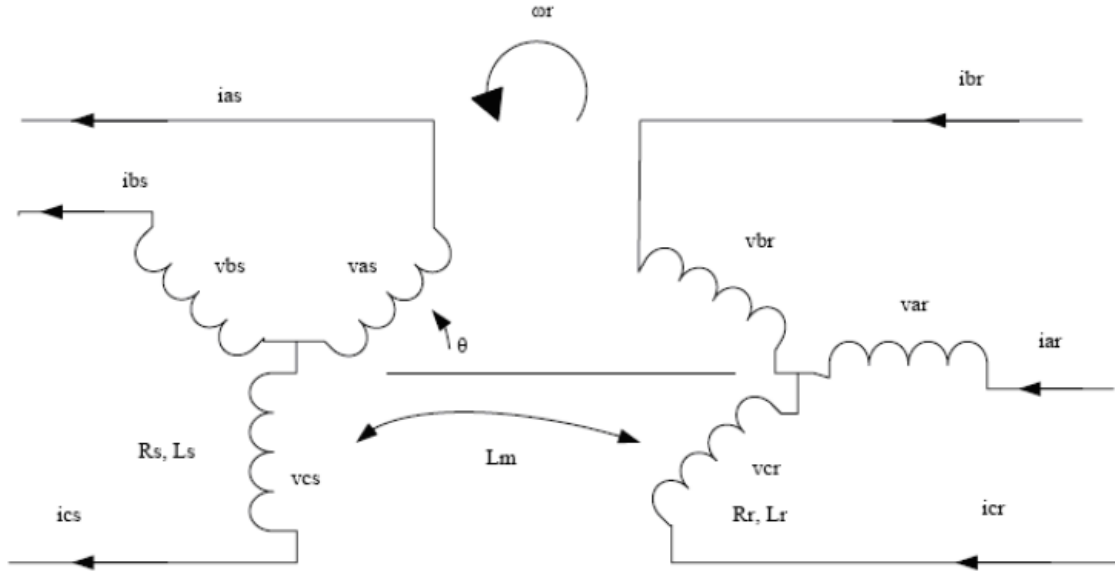 ωr
ias
ibr
ibs
vbs
vas
vbr
var
θ
iar
Rs, Ls
vcs
Lm
vcr
ics
Rr, Lr
icr